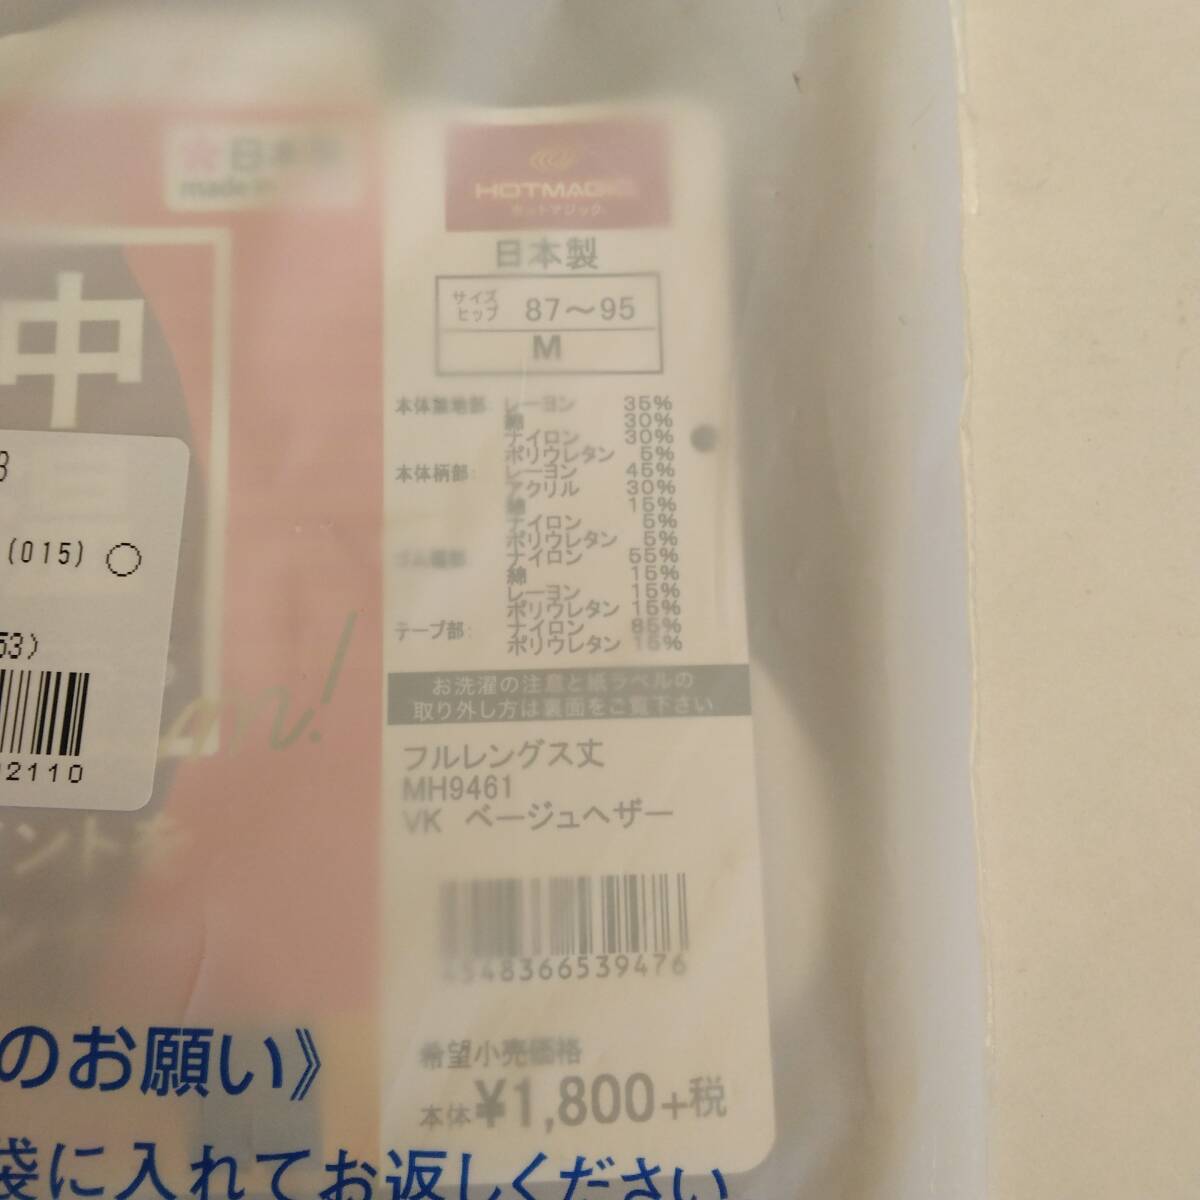 日本製
made in
中
HOTMAGIC
ホットマジック
日本製
サイズ
ヒップ 87〜95
M
本体無地部: レーヨン 35%
綿 30%
ナイロン 30%
ポリウレタン 5%
本体柄部: レーヨン 45%
アクリル 30%
綿 15%
ナイロン 5%
ポリウレタン 5%
ナイロン 55%
綿 15%
レーヨン 15%
ポリウレタン 15%
テープ部: ナイロン 85%
ポリウレタン 15%
お洗濯の注意と紙ラベルの
取り外し方は裏面をご覧下さい
フルレングス丈
MH9461
VK ベージュヘザー
4548366539476
希望小売価格
本体¥1,800+税
3
(015) ○
53)
2110
ントを
のお願い》
袋に入れてお返しください